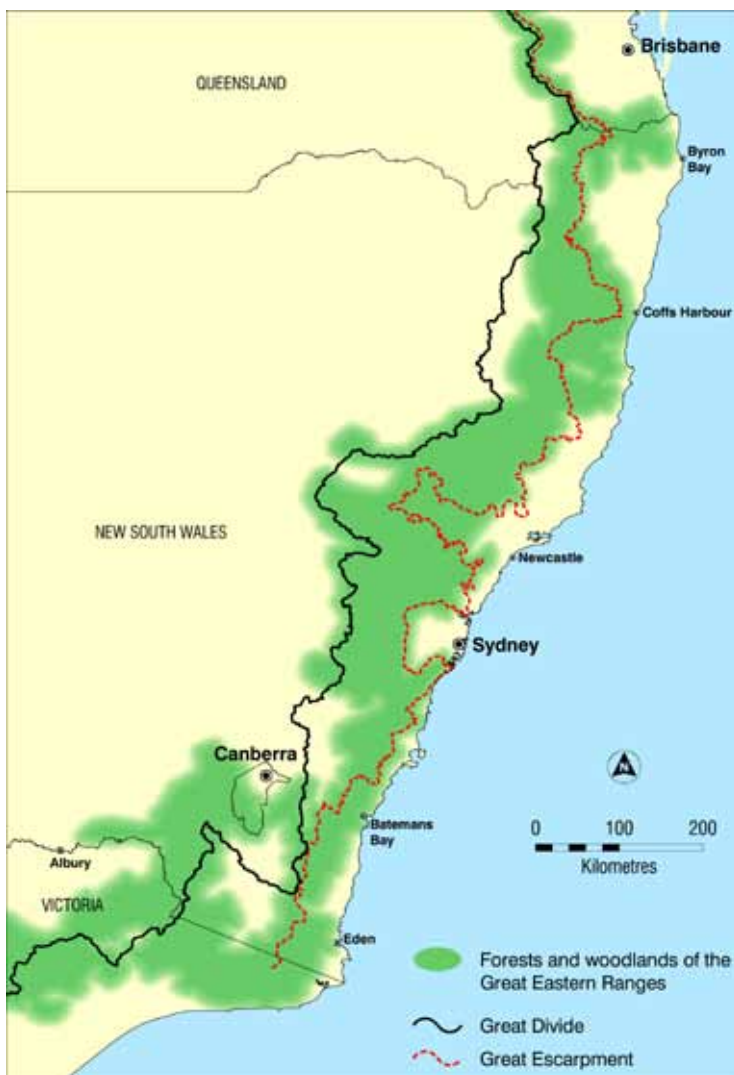 Brisbane
QUEENSLAND
Byron
Bay
Coffs Harbour
NEW SOUTH WALES
Newcastle
Sydney
Canberra
N
Batemans
Bay
0 100 200
Kilometres
Albury
VICTORIA
Eden
Forests and woodlands of the
Great Eastern Ranges
Great Divide
Great Escarpment